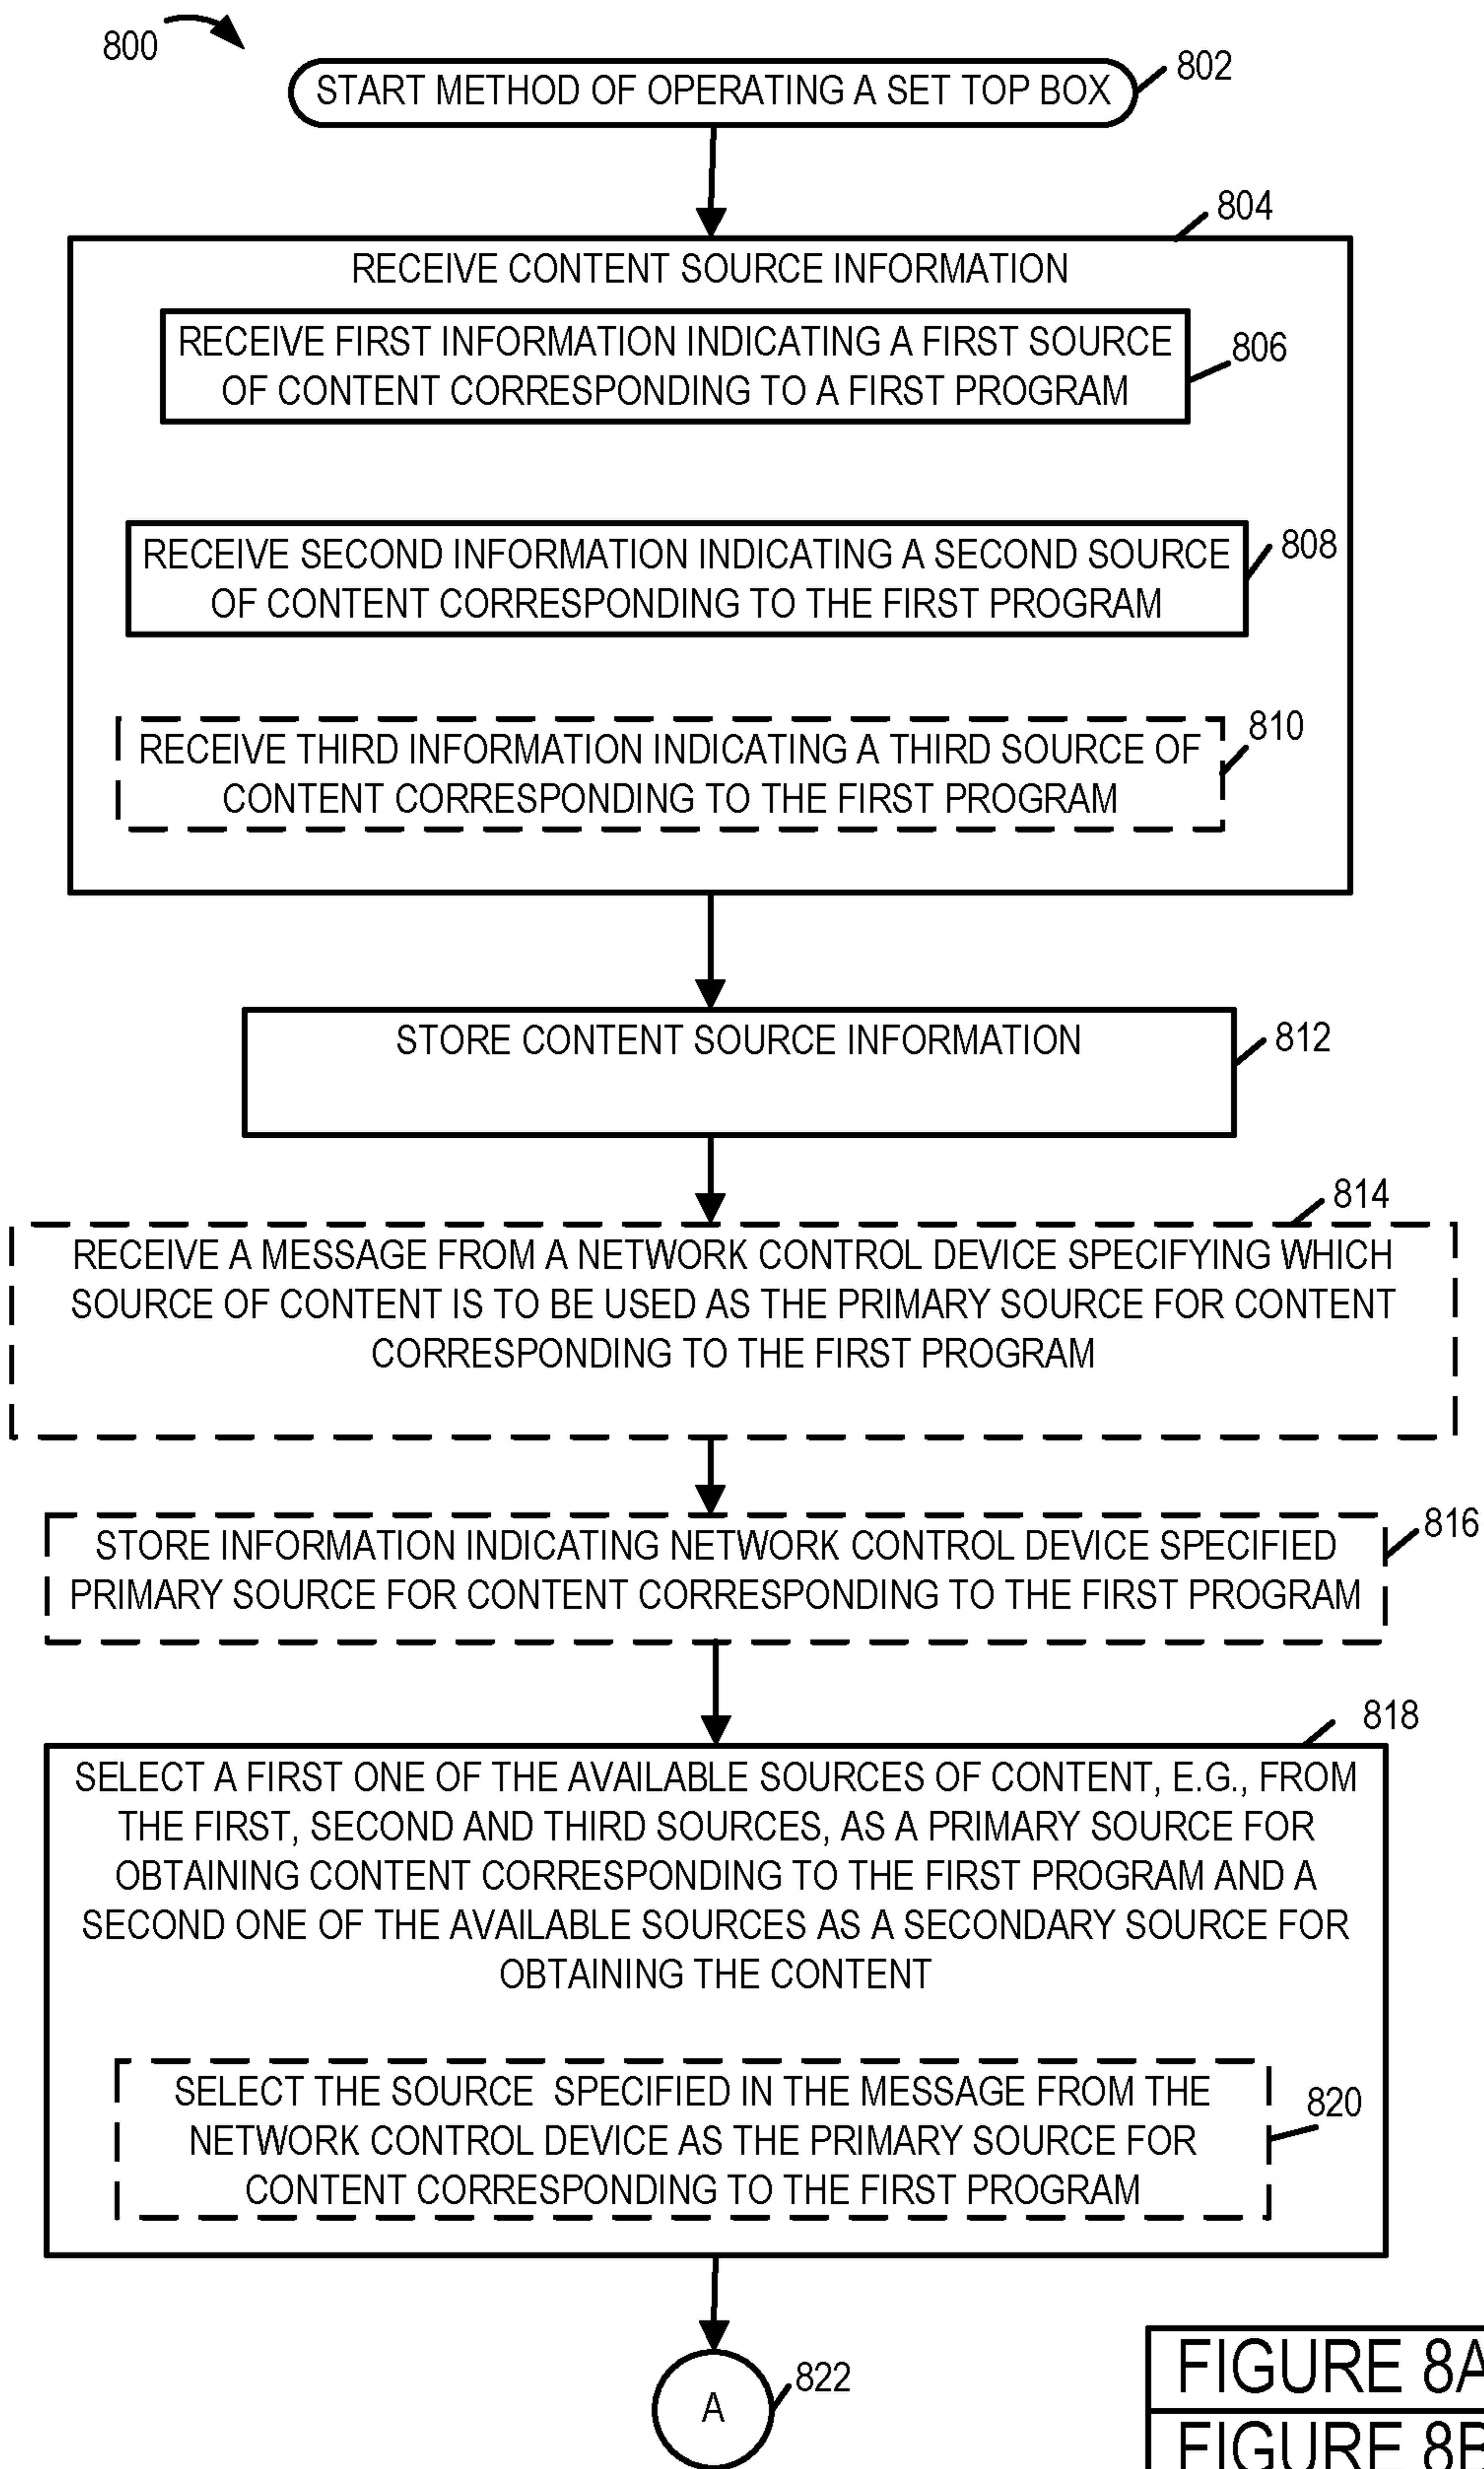 800
START METHOD OF OPERATING A SET TOP BOX
802
804
RECEIVE CONTENT SOURCE INFORMATION
RECEIVE FIRST INFORMATION INDICATING A FIRST SOURCE
OF CONTENT CORRESPONDING TO A FIRST PROGRAM
806
RECEIVE SECOND INFORMATION INDICATING A SECOND SOURCE
OF CONTENT CORRESPONDING TO THE FIRST PROGRAM
808
RECEIVE THIRD INFORMATION INDICATING A THIRD SOURCE OF
CONTENT CORRESPONDING TO THE FIRST PROGRAM
810
STORE CONTENT SOURCE INFORMATION
812
814
RECEIVE A MESSAGE FROM A NETWORK CONTROL DEVICE SPECIFYING WHICH
SOURCE OF CONTENT IS TO BE USED AS THE PRIMARY SOURCE FOR CONTENT
CORRESPONDING TO THE FIRST PROGRAM
STORE INFORMATION INDICATING NETWORK CONTROL DEVICE SPECIFIED
PRIMARY SOURCE FOR CONTENT CORRESPONDING TO THE FIRST PROGRAM
816
818
SELECT A FIRST ONE OF THE AVAILABLE SOURCES OF CONTENT, E.G., FROM
THE FIRST, SECOND AND THIRD SOURCES, AS A PRIMARY SOURCE FOR
OBTAINING CONTENT CORRESPONDING TO THE FIRST PROGRAM AND A
SECOND ONE OF THE AVAILABLE SOURCES AS A SECONDARY SOURCE FOR
OBTAINING THE CONTENT
SELECT THE SOURCE SPECIFIED IN THE MESSAGE FROM THE
NETWORK CONTROL DEVICE AS THE PRIMARY SOURCE FOR
CONTENT CORRESPONDING TO THE FIRST PROGRAM
820
A
822
FIGURE 8A
FIGURE 8B